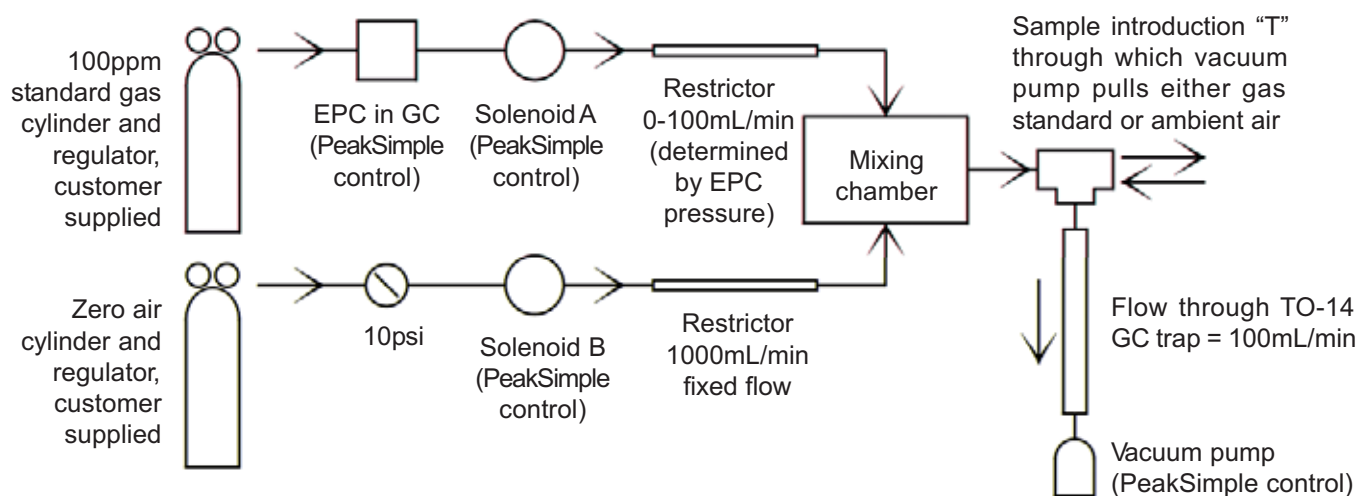 100ppm
standard gas
cylinder and
regulator,
customer
supplied
EPC in GC
(PeakSimple
control)
Solenoid A
(PeakSimple
control)
Restrictor
0-100mL/min
(determined
by EPC
pressure)
Mixing
chamber
Sample introduction “T”
through which vacuum
pump pulls either gas
standard or ambient air
Zero air
cylinder and
regulator,
customer
supplied
10psi
Solenoid B
(PeakSimple
control)
Restrictor
1000mL/min
fixed flow
Flow through TO-14
GC trap = 100mL/min
Vacuum pump
(PeakSimple control)